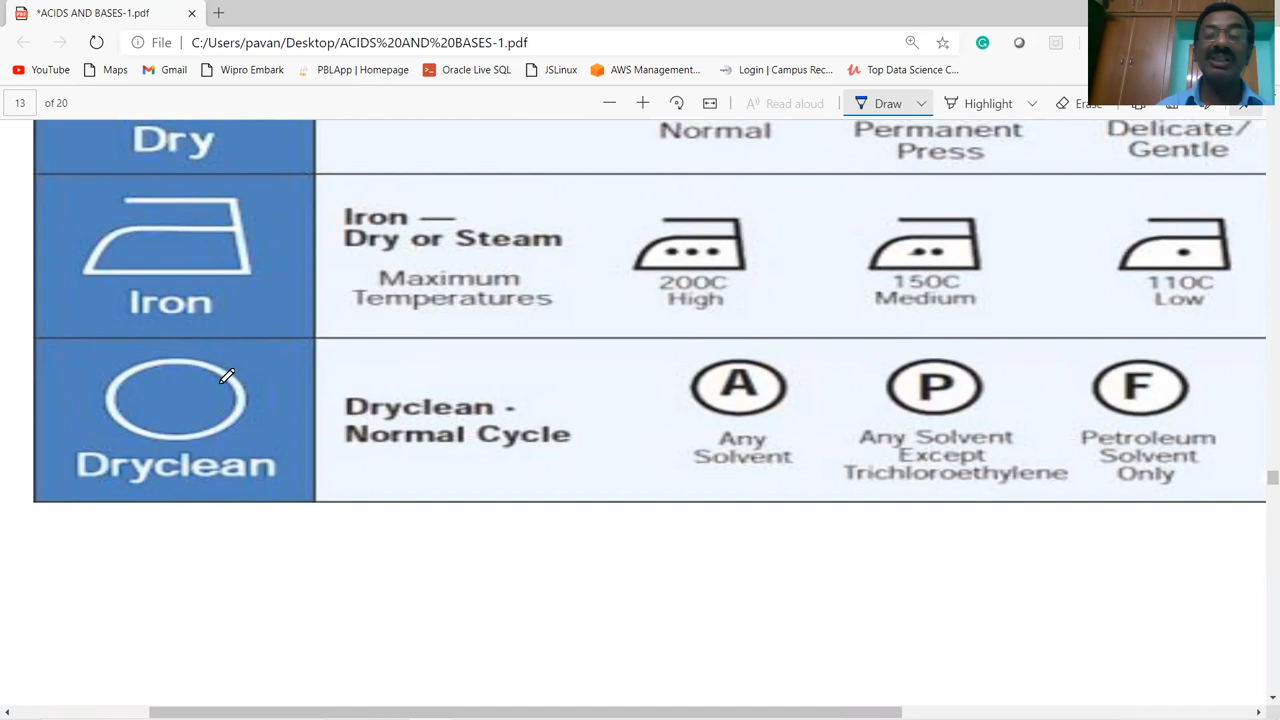 *ACIDS AND BASES-1.pdf
File
C:/Users/pavan/Desktop/ACIDS%20AND%20BASES-1.pdf
YouTube
Maps
Gmail
Wipro Embark
PBLApp | Homepage
Oracle Live SQL
JSLinux
AWS Management...
Login | Campus Rec...
Top Data Science C...
13 of 20
Read aloud
Draw
Highlight
Erase
Dry
Normal
Permanent
Press
Delicate/
Gentle
Iron
Iron —
Dry or Steam
Maximum
Temperatures
200C
High
150C
Medium
110C
Low
Dryclean
Dryclean -
Normal Cycle
A
Any
Solvent
P
Any Solvent
Except
Trichloroethylene
F
Petroleum
Solvent
Only